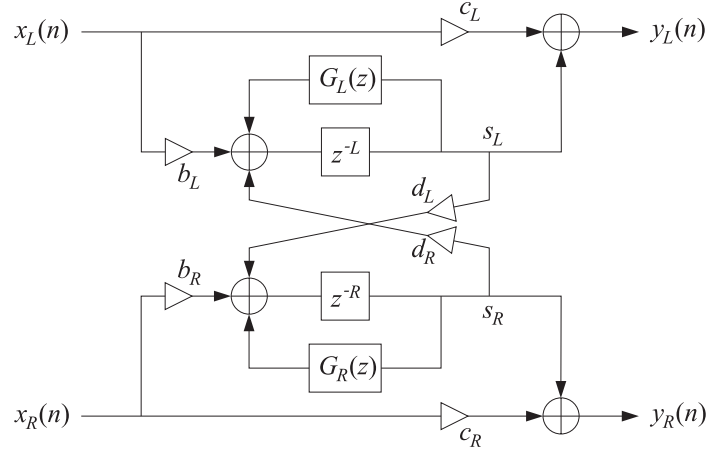 c_L
x_L(n)
y_L(n)
G_L(z)
s_L
z^{-L}
b_L
d_L
d_R
b_R
z^{-R}
s_R
G_R(z)
x_R(n)
y_R(n)
c_R